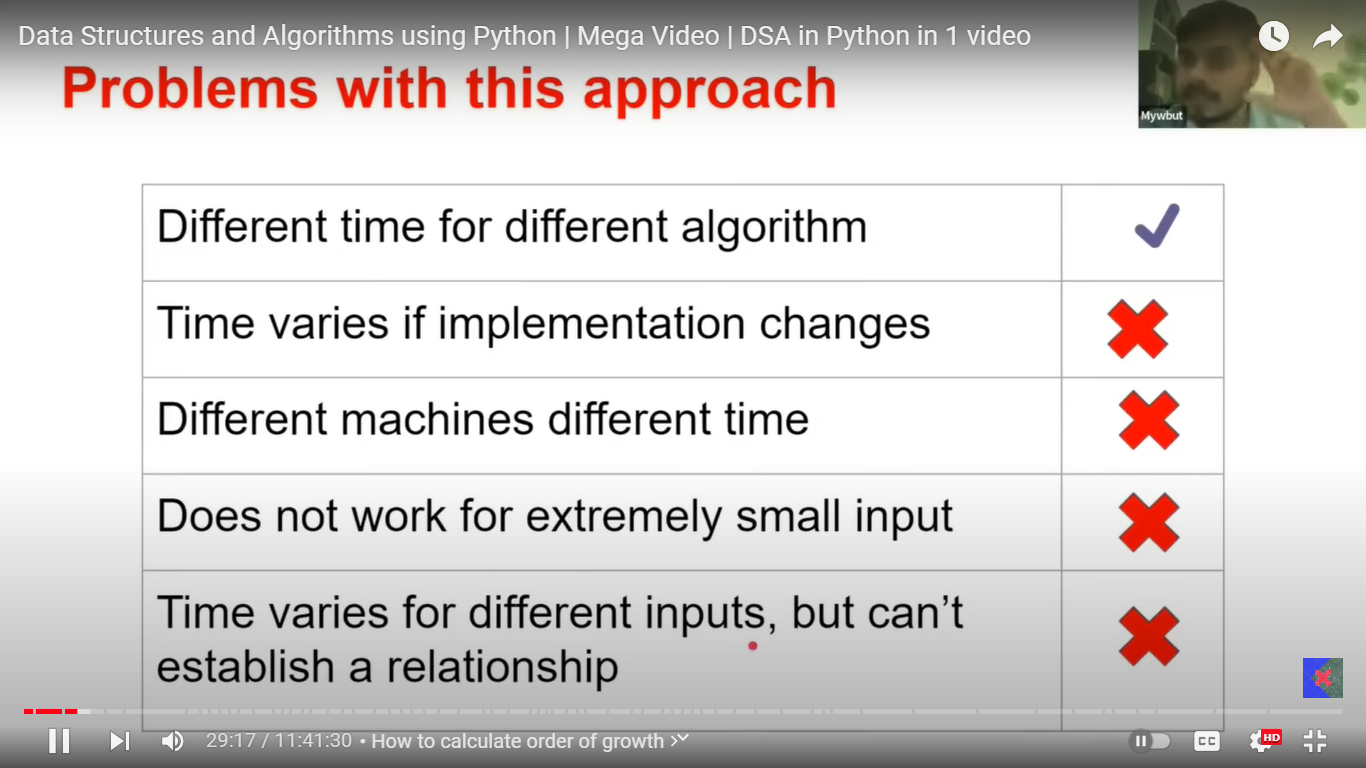 Data Structures and Algorithms using Python | Mega Video | DSA in Python in 1 video
Problems with this approach
Mywbut
Different time for different algorithm
Time varies if implementation changes
Different machines different time
Does not work for extremely small input
Time varies for different inputs, but can’t
establish a relationship
29:17 / 11:41:30 • How to calculate order of growth
CC
HD